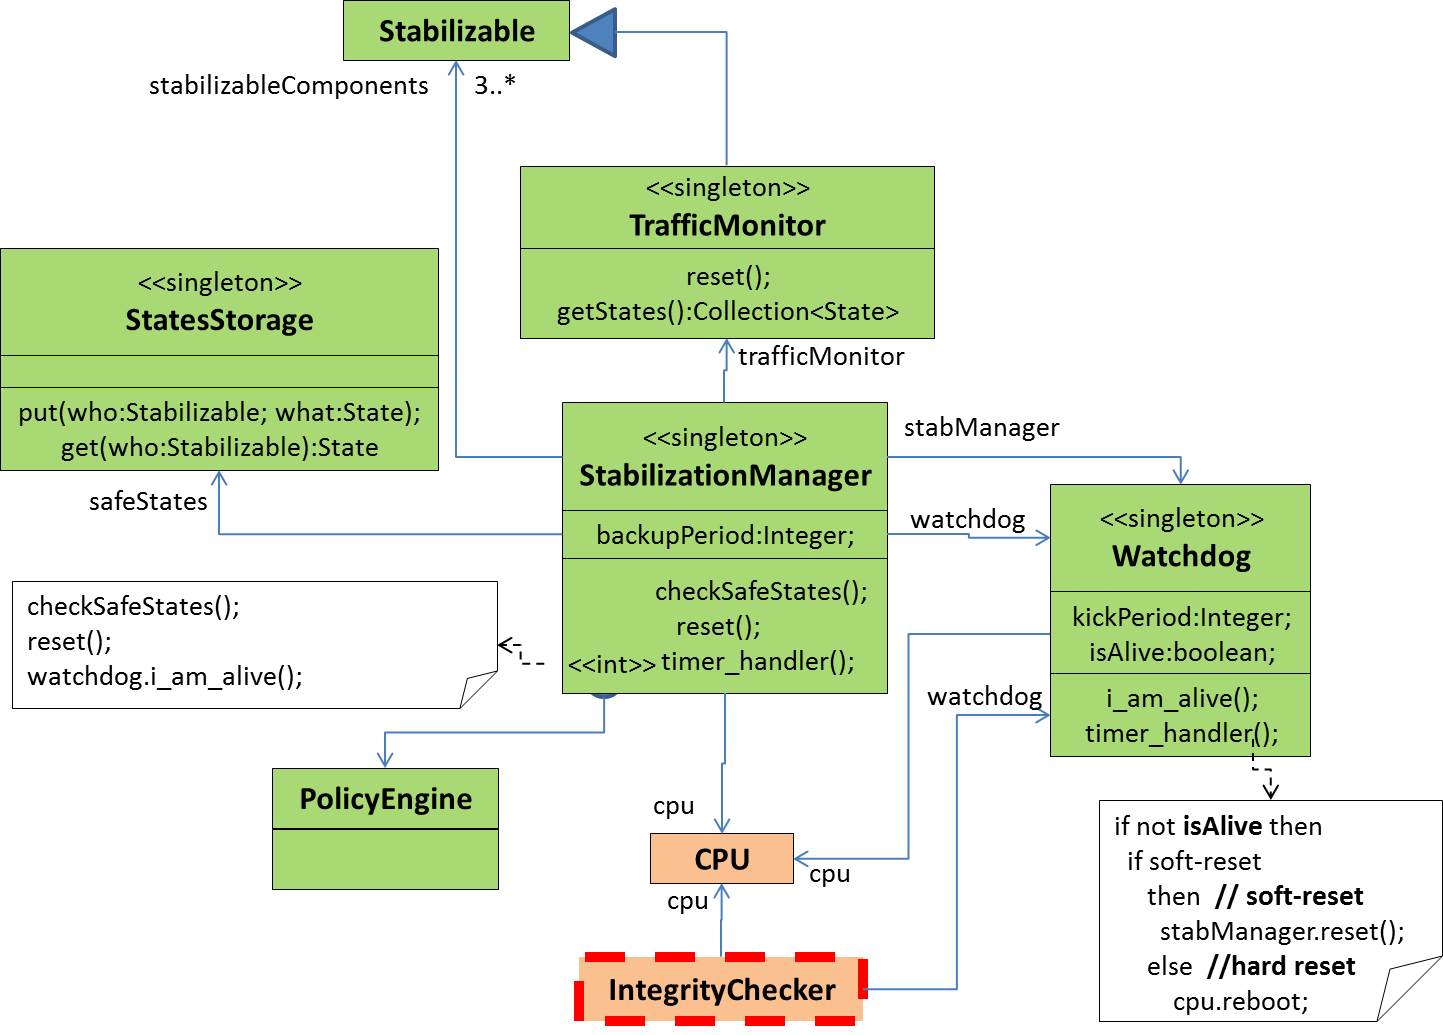 Stabilizable
stabilizableComponents
3..*
<<singleton>>
TrafficMonitor
reset();
getStates():Collection<State>
trafficMonitor
<<singleton>>
StatesStorage
put(who:Stabilizable; what:State);
get(who:Stabilizable):State
safeStates
<<singleton>>
StabilizationManager
backupPeriod:Integer;
checkSafeStates();
reset();
<<int>> timer_handler();
stabManager
watchdog
<<singleton>>
Watchdog
kickPeriod:Integer;
isAlive:boolean;
i_am_alive();
timer_handler();
watchdog
checkSafeStates();
reset();
watchdog.i_am_alive();
PolicyEngine
cpu
CPU
cpu
cpu
IntegrityChecker
if not isAlive then
if soft-reset
then // soft-reset
stabManager.reset();
else //hard reset
cpu.reboot;